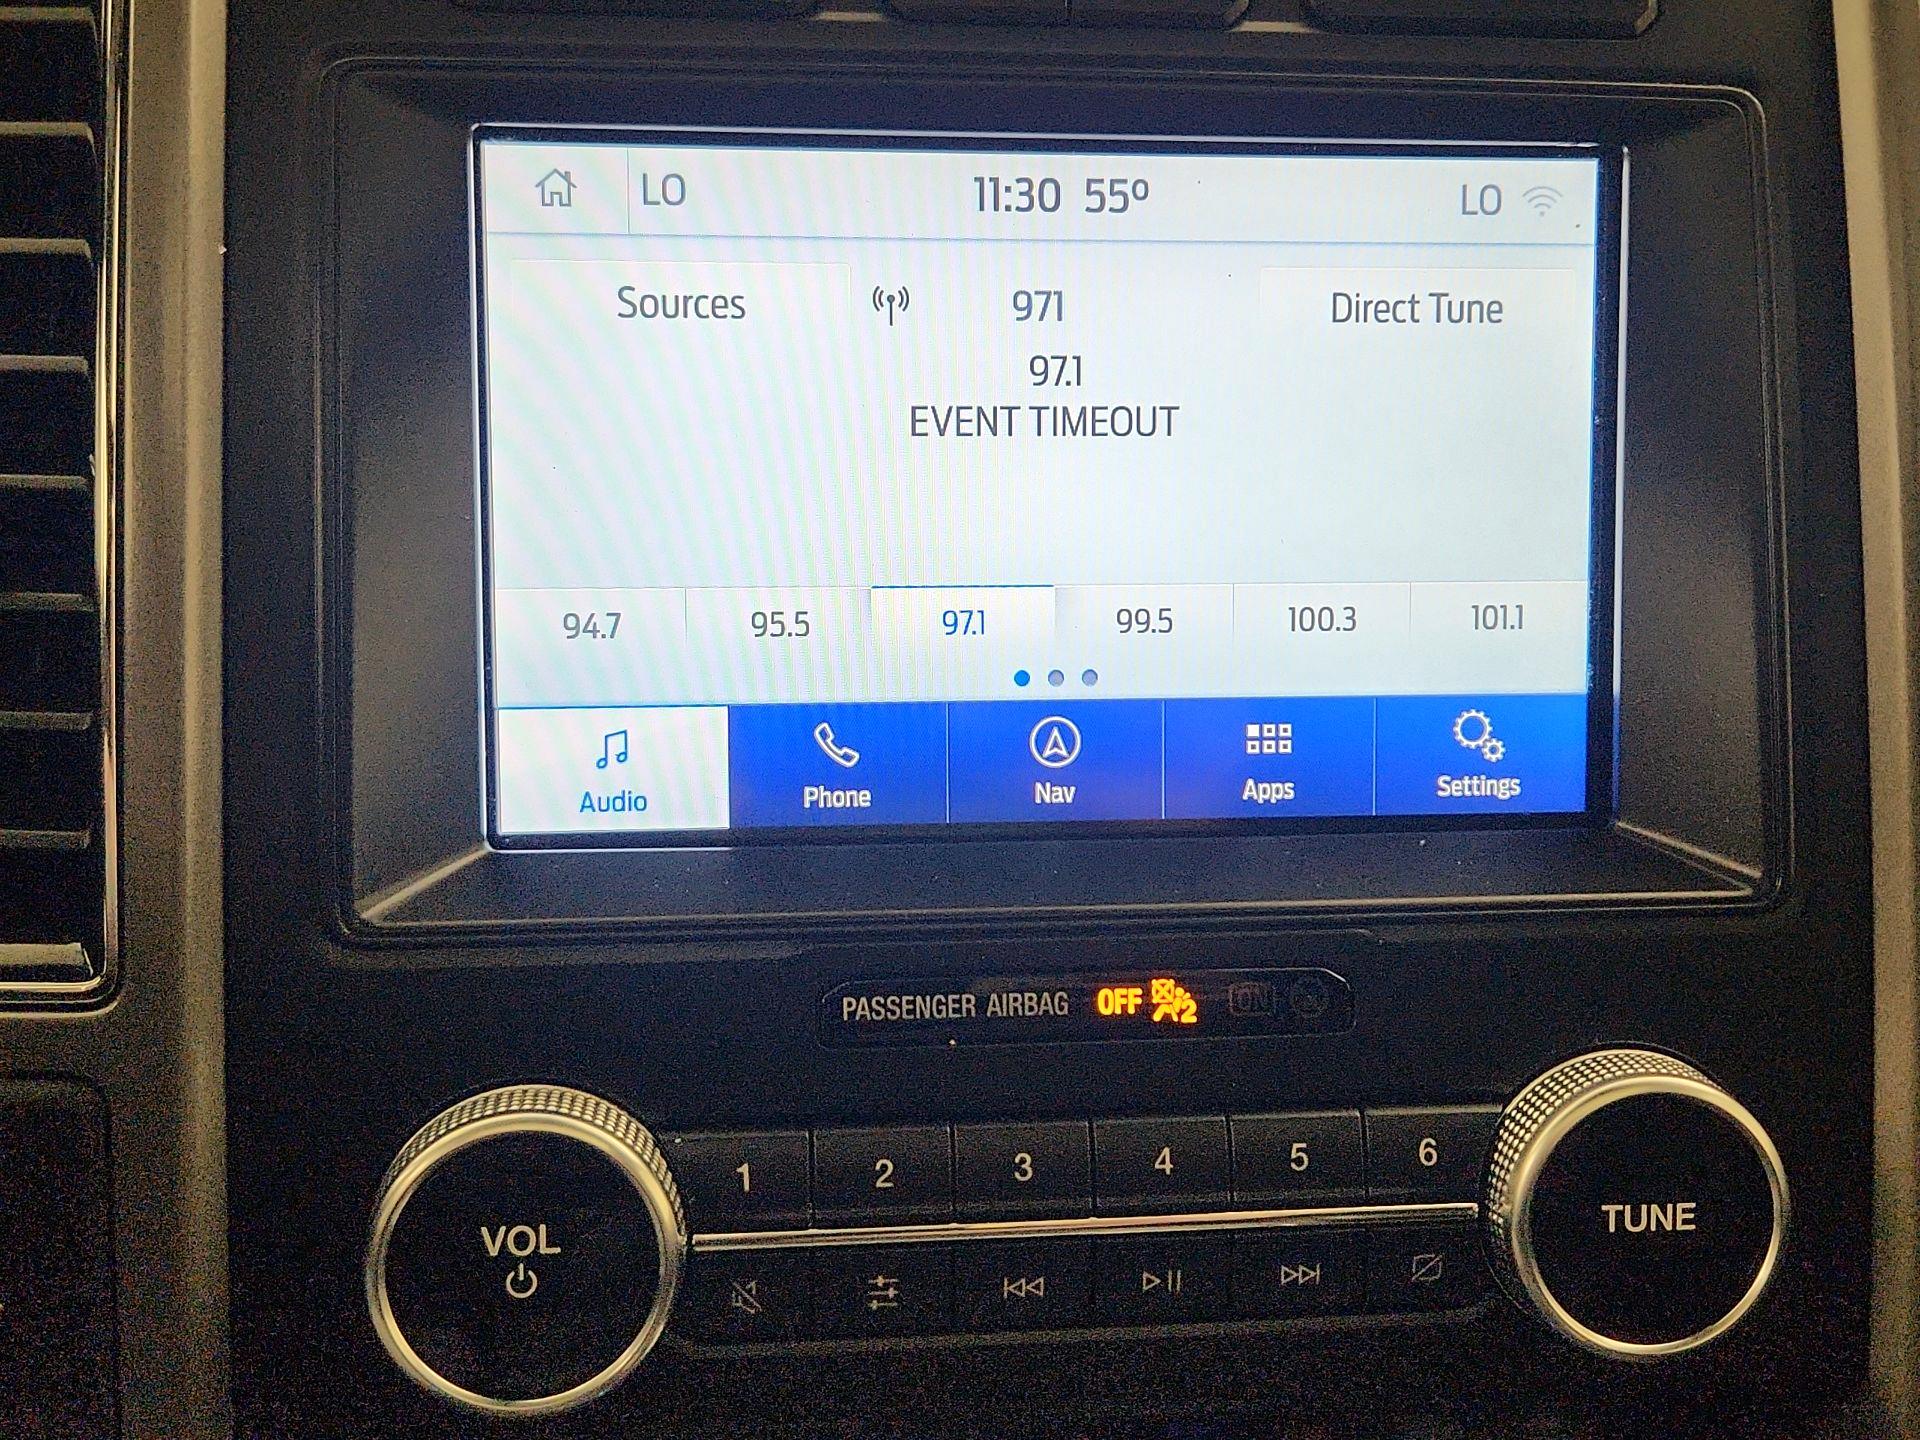 LO 11:30 55° LO
Sources 971 Direct Tune
97.1
EVENT TIMEOUT
94.7 95.5 97.1 99.5 100.3 101.1
Audio Phone Nav Apps Settings
PASSENGER AIRBAG OFF 2 ON
1 2 3 4 5 6
VOL
TUNE